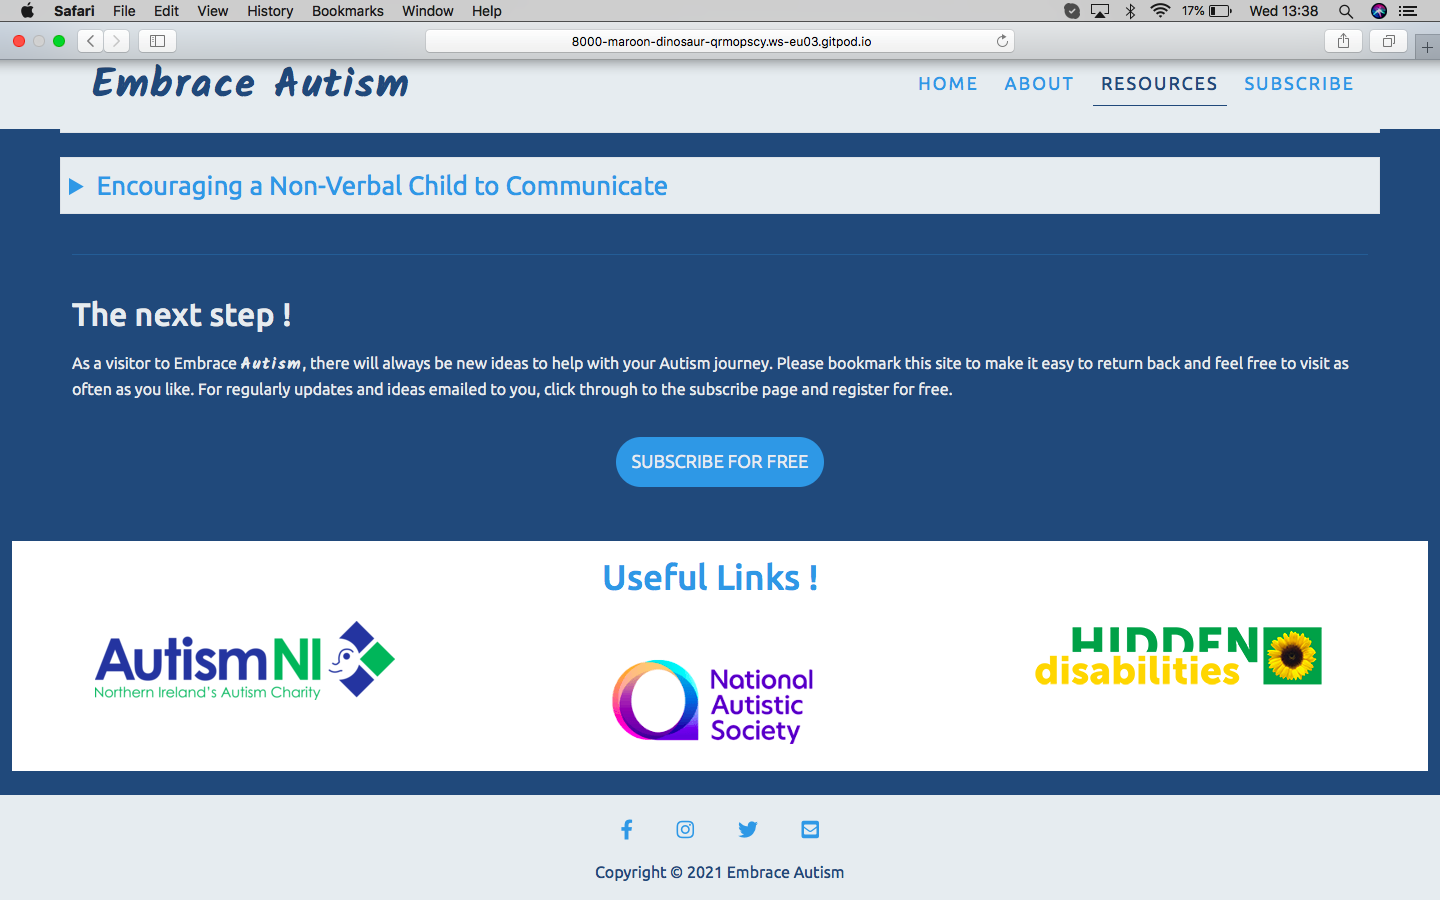 Safari File Edit View History Bookmarks Window Help 17% Wed 13:38
8000-maroon-dinosaur-qrmopscy.ws-eu03.gitpod.io
Embrace Autism HOME ABOUT RESOURCES SUBSCRIBE
Encouraging a Non-Verbal Child to Communicate
The next step !
As a visitor to Embrace Autism, there will always be new ideas to help with your Autism journey. Please bookmark this site to make it easy to return back and feel free to visit as
often as you like. For regularly updates and ideas emailed to you, click through to the subscribe page and register for free.
SUBSCRIBE FOR FREE
Useful Links !
AutismNI
Northern Ireland's Autism Charity
National
Autistic
Society
HIDDEN
disabilities
Copyright © 2021 Embrace Autism